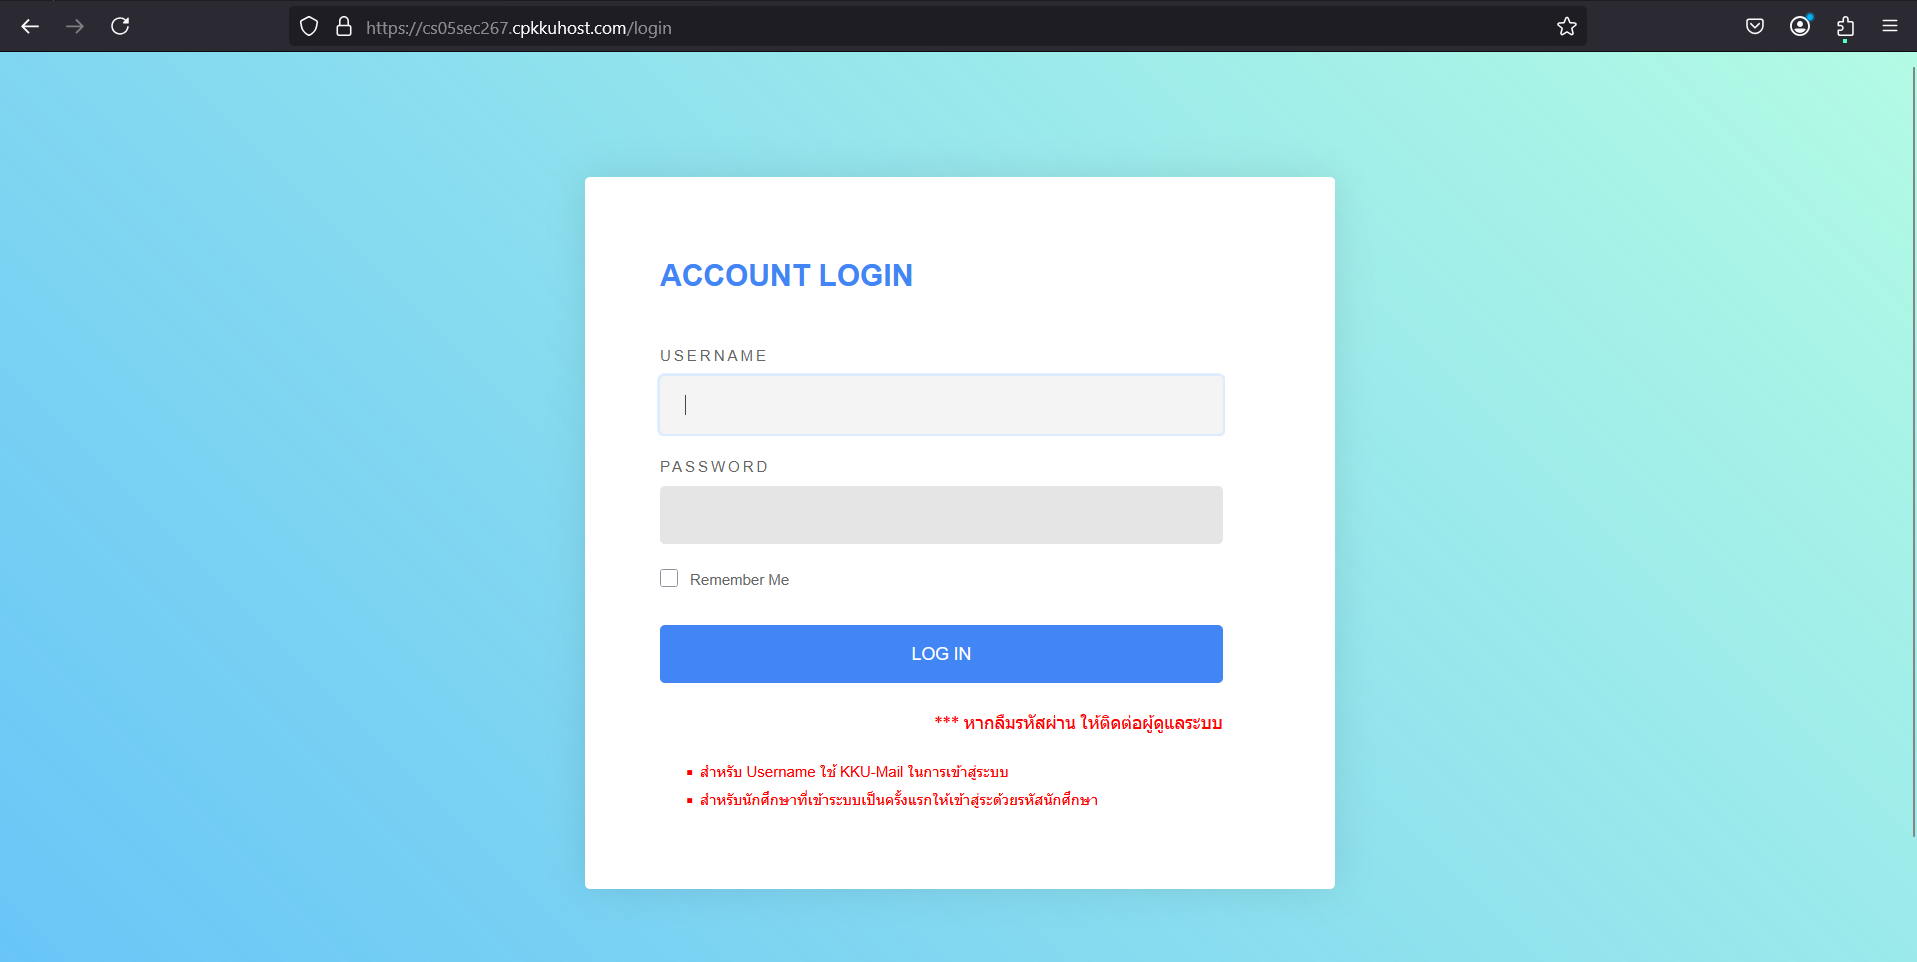 https://cs05sec267.cpkkuhost.com/login
ACCOUNT LOGIN
USERNAME
PASSWORD
Remember Me
LOG IN
*** หากลืมรหัสผ่าน ให้ติดต่อผู้ดูแลระบบ
สำหรับ Username ใช้ KKU-Mail ในการเข้าสู่ระบบ
สำหรับนักศึกษาที่เข้าระบบเป็นครั้งแรกให้เข้าสู่ระด้วยรหัสนักศึกษา